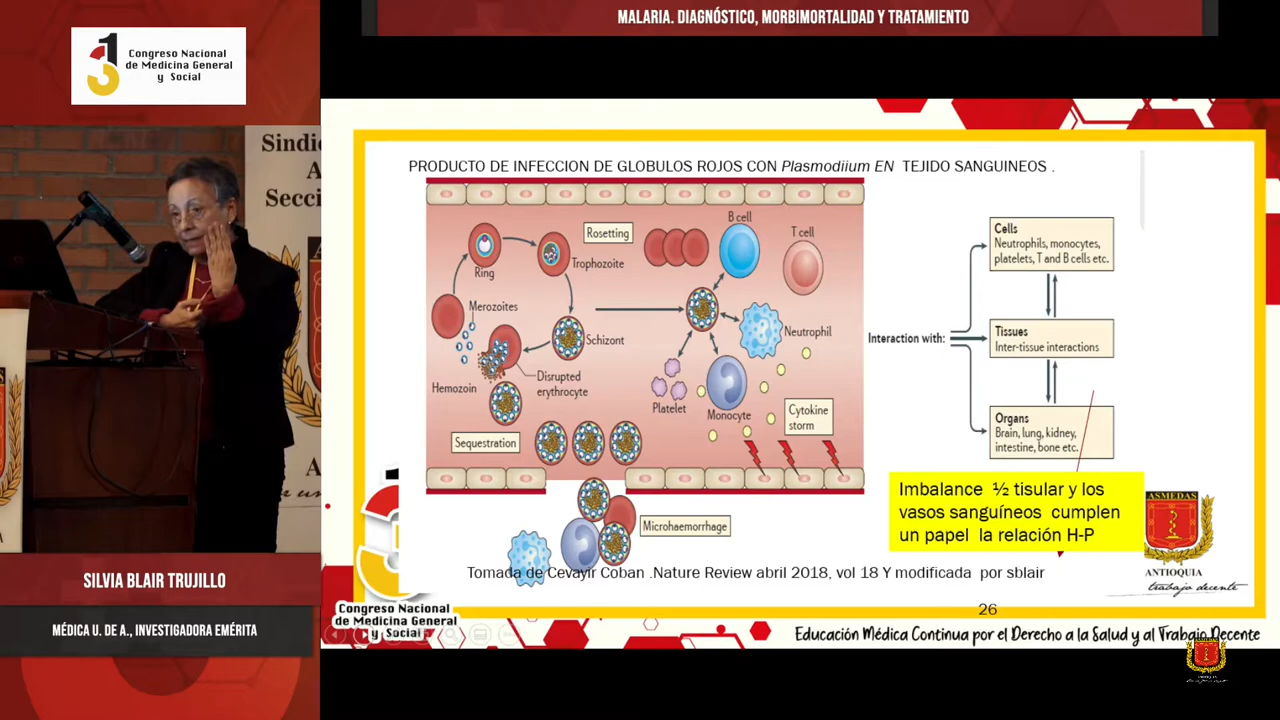 MALARIA. DIAGNÓSTICO, MORBIMORTALIDAD Y TRATAMIENTO
31
Congreso Nacional
de Medicina General
y Social
Sindic
A
Secci
A
PRODUCTO DE INFECCION DE GLOBULOS ROJOS CON Plasmodiium EN TEJIDO SANGUINEOS .
B cell
T cell
Rosetting
Ring
Trophozoite
Merozoites
Schizont
Neutrophil
Hemozoin
Disrupted
erythrocyte
Platelet
Monocyte
Cytokine
storm
Sequestration
Microhaemorrhage
Interaction with:
Cells
Neutrophils, monocytes,
platelets, T and B cells etc.
Tissues
Inter-tissue interactions
Organs
Brain, lung, kidney,
intestine, bone etc.
Imbalance ½ tisular y los
vasos sanguíneos cumplen
un papel la relación H-P
Tomada de Cevayir Coban .Nature Review abril 2018, vol 18 Y modificada por sblair
26
ASMEDAS
ANTIOQUIA
trabajo decente
Congreso Nacional
de Medicina General
y Social
Educación Médica Continua por el Derecho a la Salud y al Trabajo Decente
SILVIA BLAIR TRUJILLO
MÉDICA U. DE A., INVESTIGADORA EMÉRITA